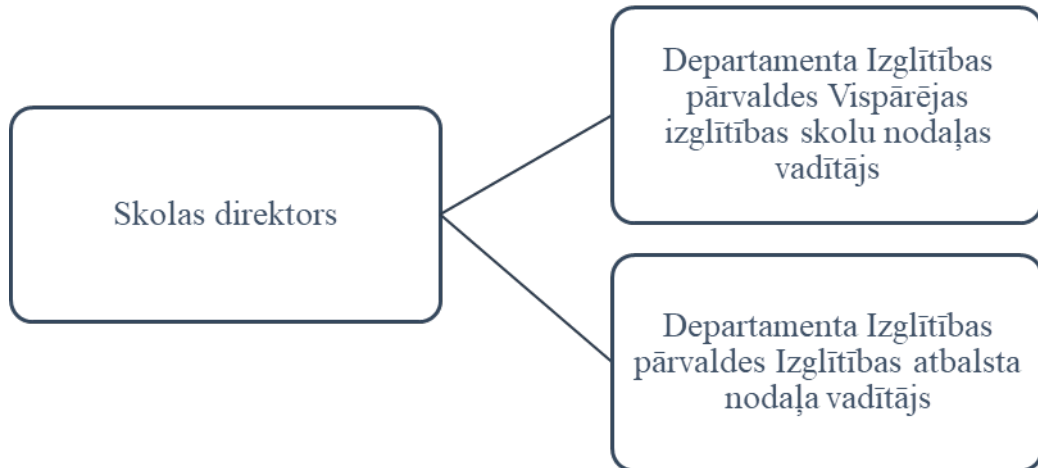 Skolas direktors
Departamenta Izglītības
pārvaldes Vispārējas
izglītības skolu nodaļas
vadītājs
Departamenta Izglītības
pārvaldes Izglītības atbalsta
nodaļa vadītājs